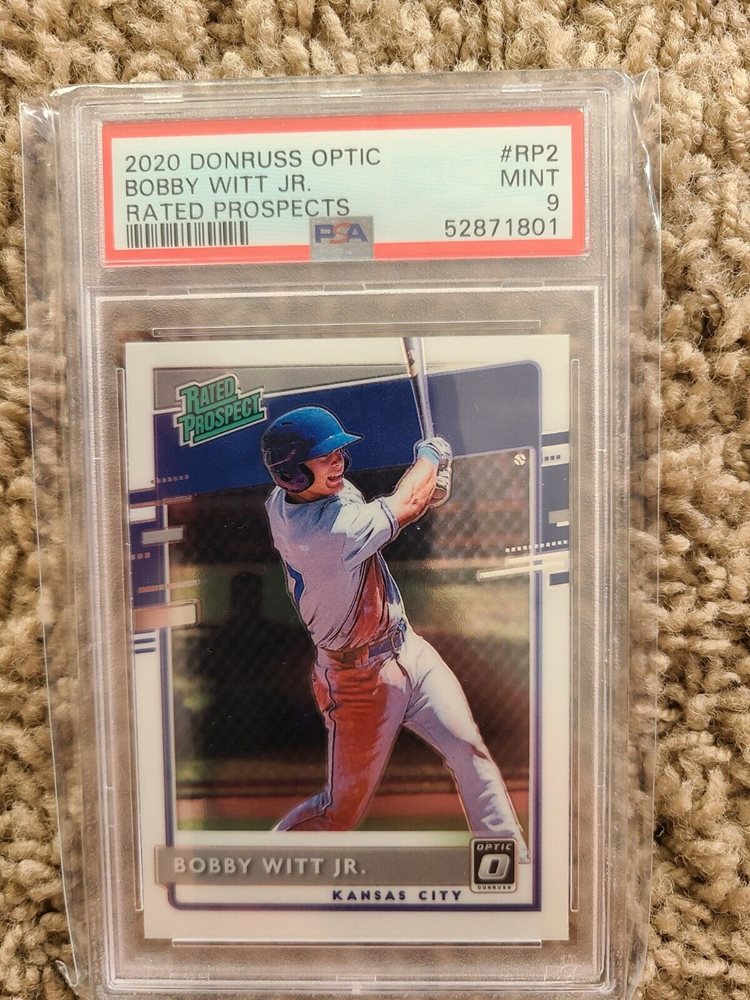 2020 DONRUSS OPTIC #RP2
BOBBY WITT JR. MINT
RATED PROSPECTS 9
PSA 52871801
RATED
PROSPECT
BOBBY WITT JR.
OPTIC
O
DONRUSS
KANSAS CITY